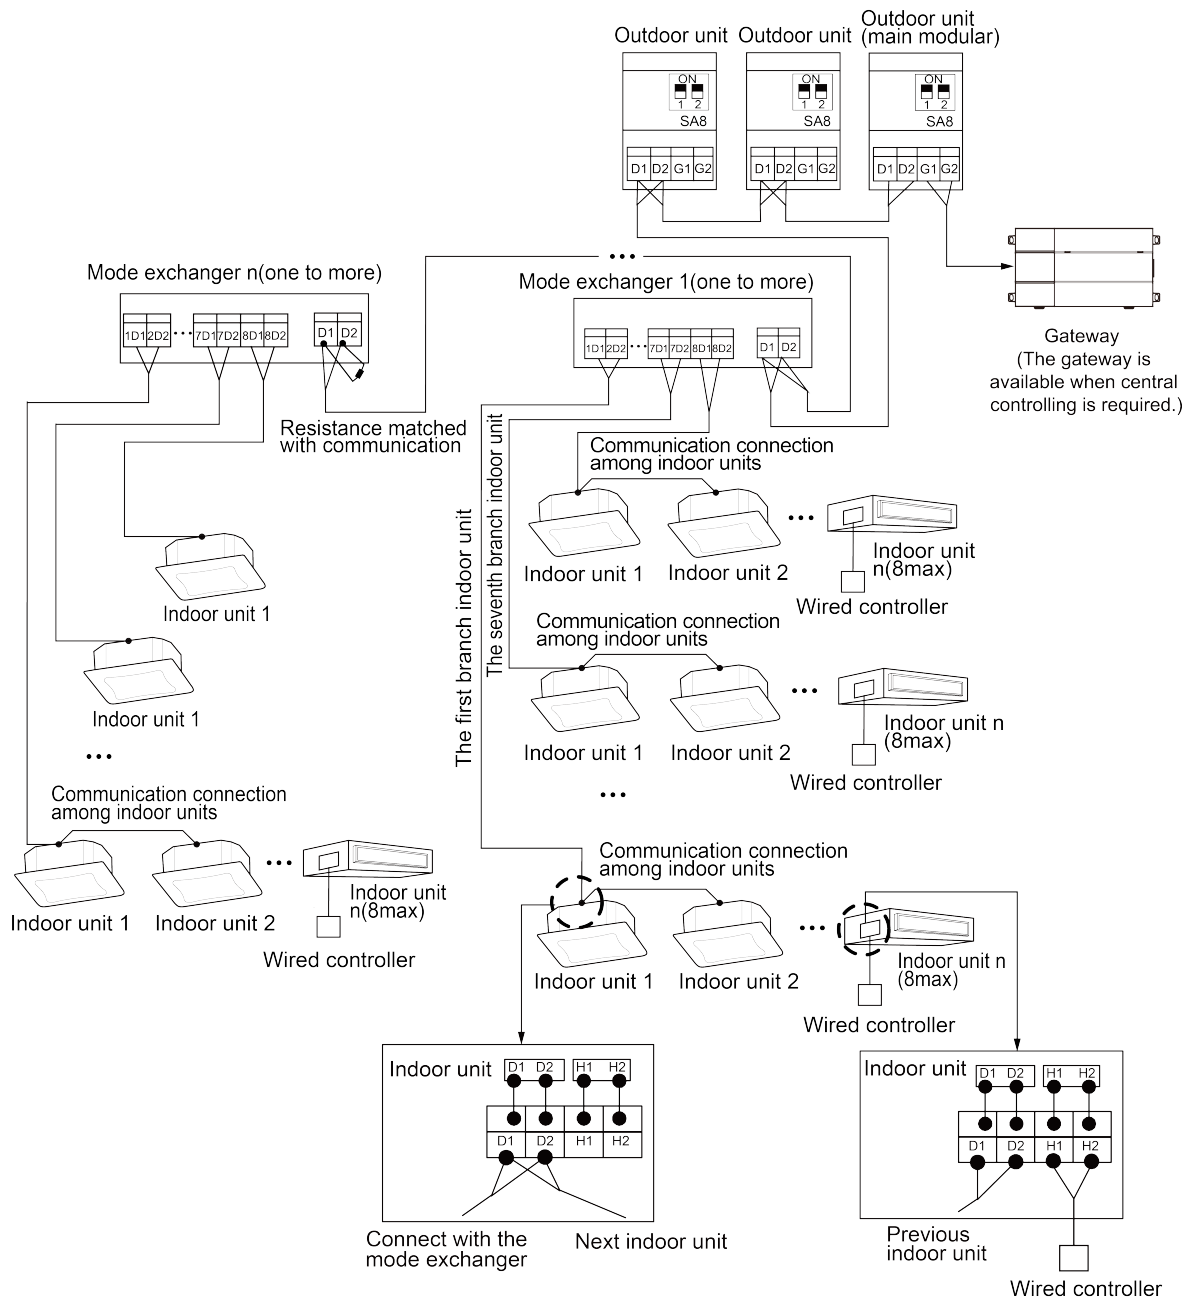 Outdoor unit
Outdoor unit
Outdoor unit
(main modular)
ON
1 2
SA8
D1 D2 G1 G2
ON
1 2
SA8
D1 D2 G1 G2
ON
1 2
SA8
D1 D2 G1 G2
Gateway
(The gateway is
available when central
controlling is required.)
Mode exchanger n(one to more)
1D1 2D2 ••• 7D1 7D2 8D1 8D2
D1 D2
Resistance matched
with communication
•••
Mode exchanger 1(one to more)
1D1 2D2 ••• 7D1 7D2 8D1 8D2
D1 D2
The first branch indoor unit
The seventh branch indoor unit
Communication connection
among indoor units
•••
Indoor unit 1
Indoor unit 2
Indoor unit
n(8max)
Wired controller
Communication connection
among indoor units
•••
Indoor unit 1
Indoor unit 2
Indoor unit n
(8max)
Wired controller
•••
Indoor unit 1
Indoor unit 1
•••
Communication connection
among indoor units
•••
Indoor unit 1
Indoor unit 2
Indoor unit
n(8max)
Wired controller
Communication connection
among indoor units
•••
Indoor unit 1
Indoor unit 2
Indoor unit n
(8max)
Wired controller
Indoor unit
D1 D2 H1 H2
D1 D2 H1 H2
Connect with the
mode exchanger
Next indoor unit
Indoor unit
D1 D2 H1 H2
D1 D2 H1 H2
Previous
indoor unit
Wired controller